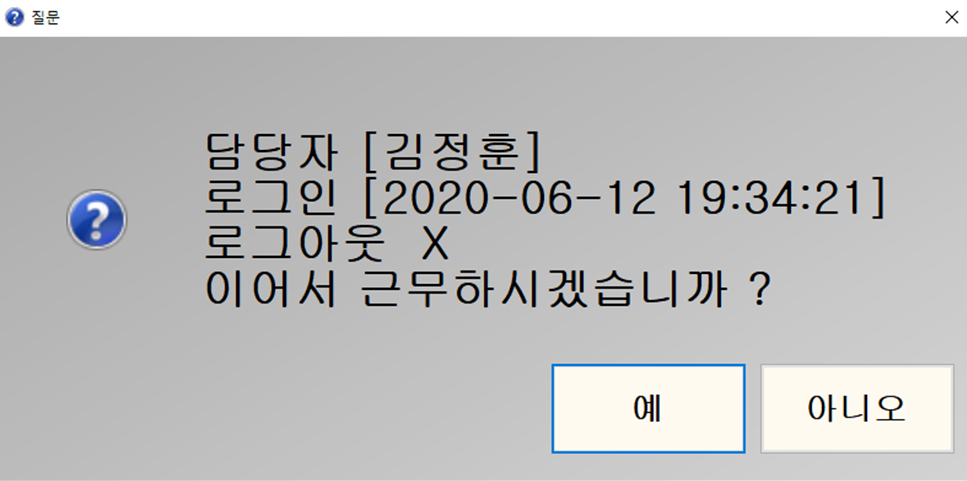 질문
담당자 [김정훈]
로그인 [2020-06-12 19:34:21]
로그아웃 X
이어서 근무하시겠습니까 ?
예
아니오